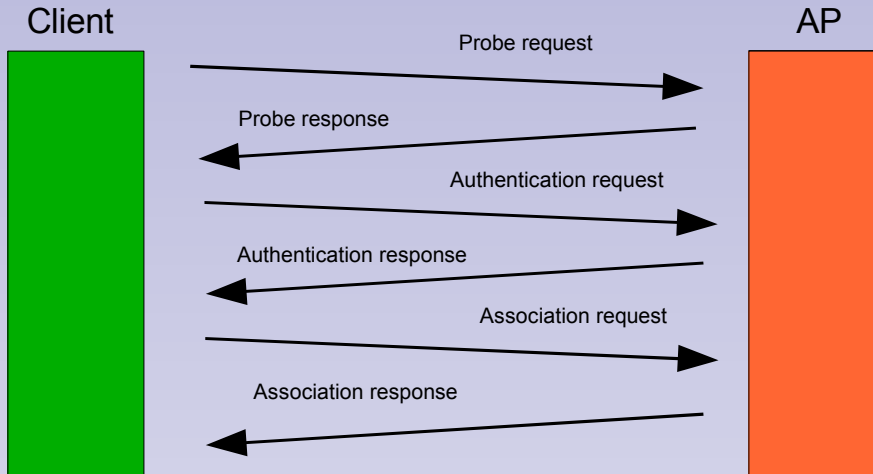 Client
AP
Probe request
Probe response
Authentication request
Authentication response
Association request
Association response